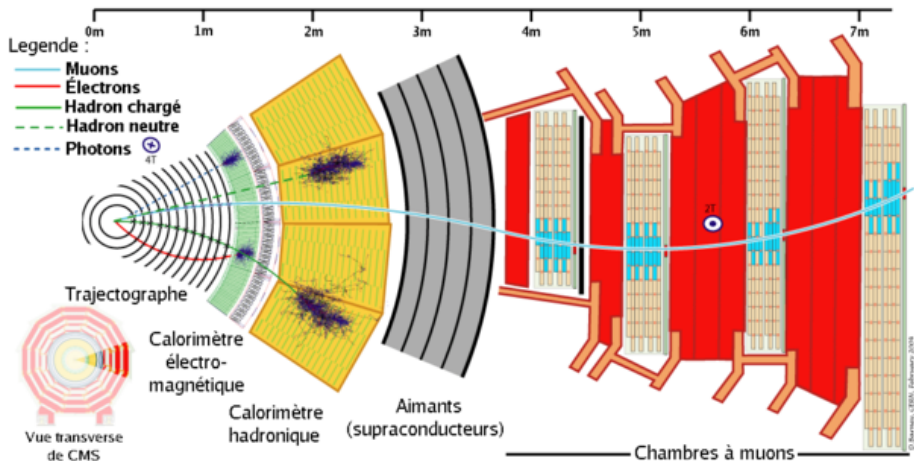 0m 1m 2m 3m 4m 5m 6m 7m
Legende :
Muons
Électrons
Hadron chargé
Hadron neutre
Photons
4T
2T
Trajectographe
Calorimètre
électro-
magnétique
Calorimètre
hadronique
Aimants
(supraconducteurs)
Chambres à muons
Vue transverse
de CMS